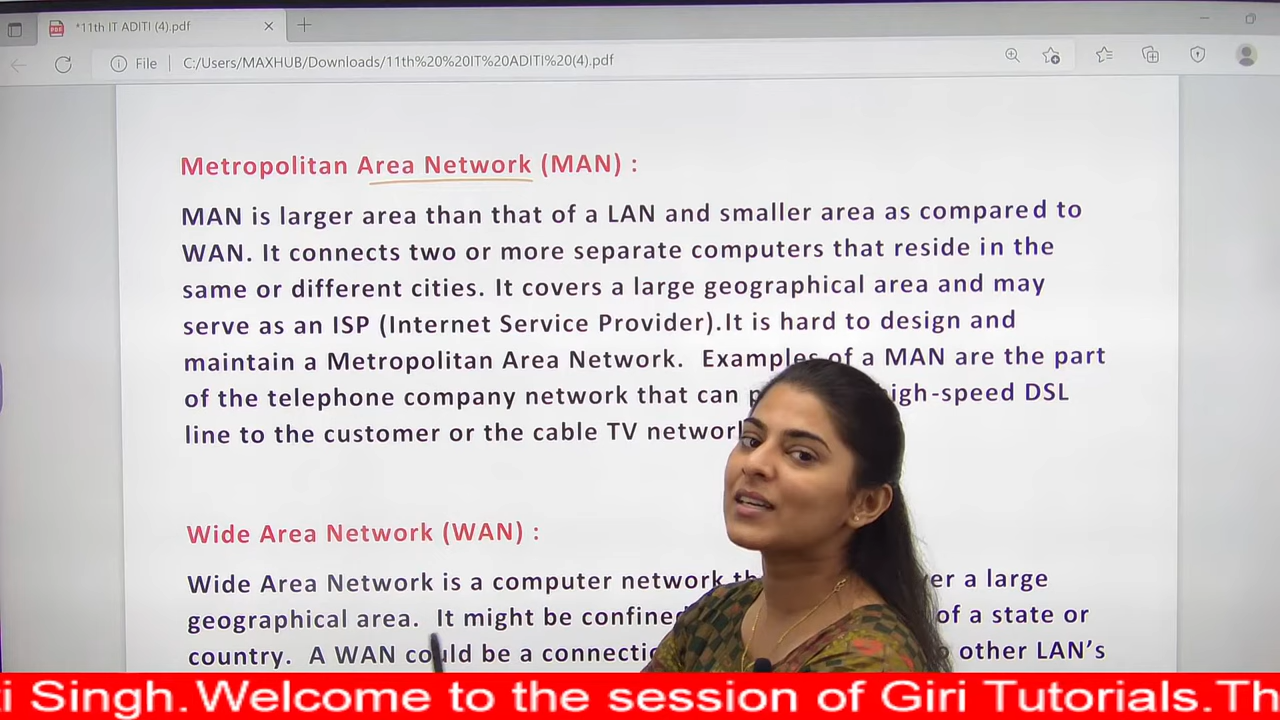 *11th IT ADITI (4).pdf
File C:/Users/MAXHUB/Downloads/11th%20%20IT%20ADITI%20(4).pdf
Metropolitan Area Network (MAN) :
MAN is larger area than that of a LAN and smaller area as compared to
WAN. It connects two or more separate computers that reside in the
same or different cities. It covers a large geographical area and may
serve as an ISP (Internet Service Provider).It is hard to design and
maintain a Metropolitan Area Network. Examples of a MAN are the part
of the telephone company network that can high-speed DSL
line to the customer or the cable TV network
Wide Area Network (WAN) :
Wide Area Network is a computer network a large
geographical area. It might be of a state or
country. A WAN could be a other LAN's
Singh.Welcome to the session of Giri Tutorials.